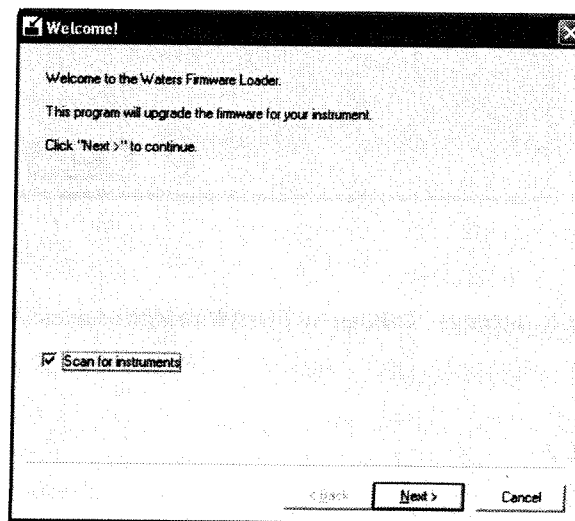 Welcome!
Welcome to the Waters Firmware Loader.
This program will upgrade the firmware for your instrument.
Click "Next >" to continue.
Scan for instruments
< Back Next > Cancel